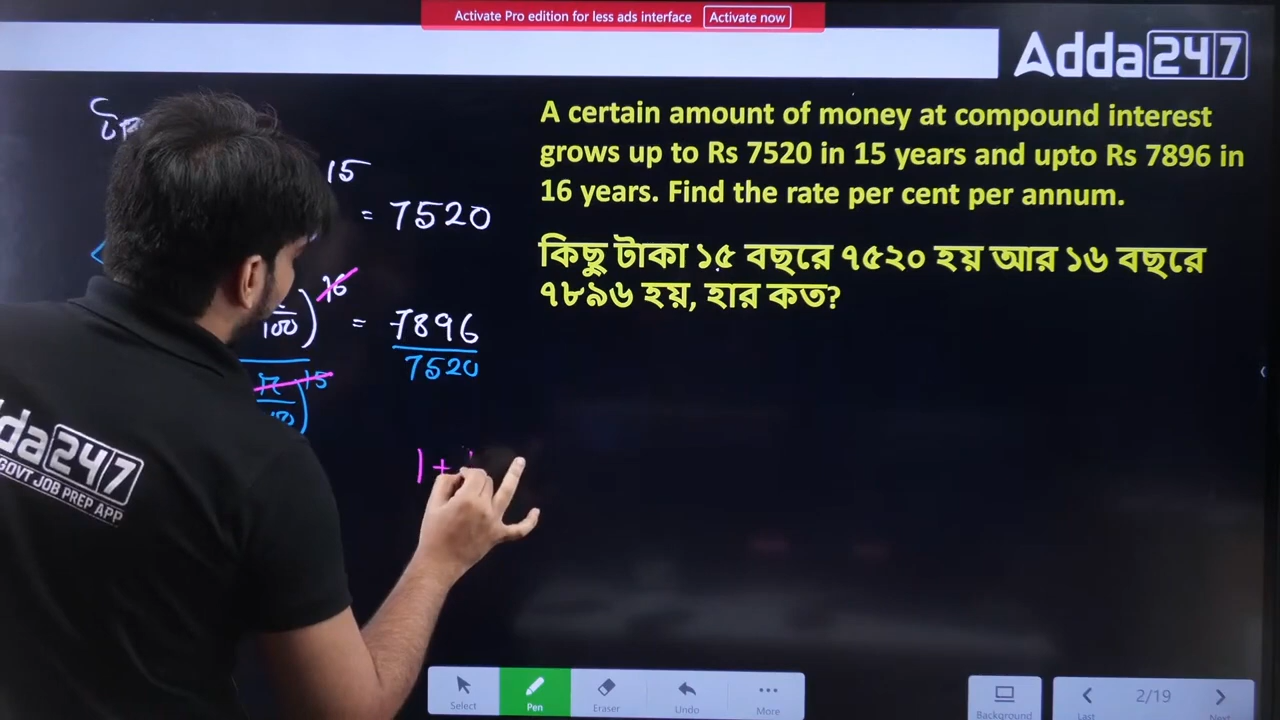 Activate Pro edition for less ads interface Activate now
Adda247
A certain amount of money at compound interest
grows up to Rs 7520 in 15 years and upto Rs 7896 in
16 years. Find the rate per cent per annum.
কিছু টাকা ১৫ বছরে ৭৫২০ হয় আর ১৬ বছরে
৭৮৯৬ হয়, হার কত?
15
= 7520
16
100 ) = 7896
7520
15
1 +
da247
GOVT JOB PREP APP
Select Pen Eraser Undo More
Background
Last 2/19 Next